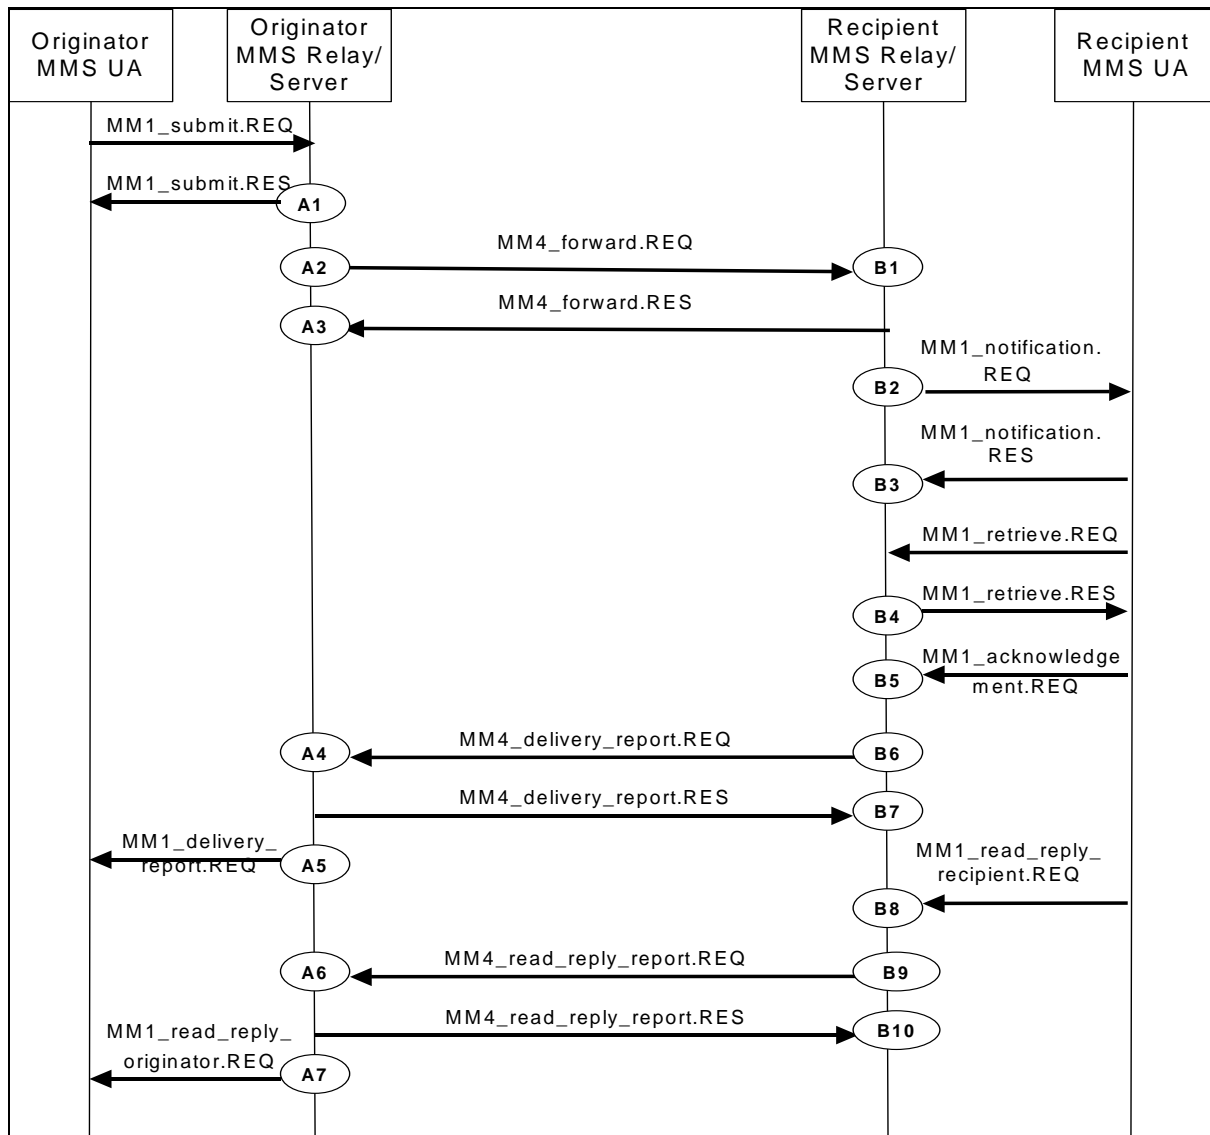 Originator
MMS UA
Originator
MMS Relay/
Server
Recipient
MMS Relay/
Server
Recipient
MMS UA
MM1_submit.REQ
MM1_submit.RES
A1
MM4_forward.REQ
A2
B1
MM4_forward.RES
A3
MM1_notification.
REQ
B2
MM1_notification.
RES
B3
MM1_retrieve.REQ
MM1_retrieve.RES
B4
MM1_acknowledge
ment.REQ
B5
MM4_delivery_report.REQ
A4
B6
MM4_delivery_report.RES
B7
MM1_delivery_
report.REQ
A5
MM1_read_reply_
recipient.REQ
B8
MM4_read_reply_report.REQ
A6
B9
MM4_read_reply_report.RES
B10
MM1_read_reply_
originator.REQ
A7